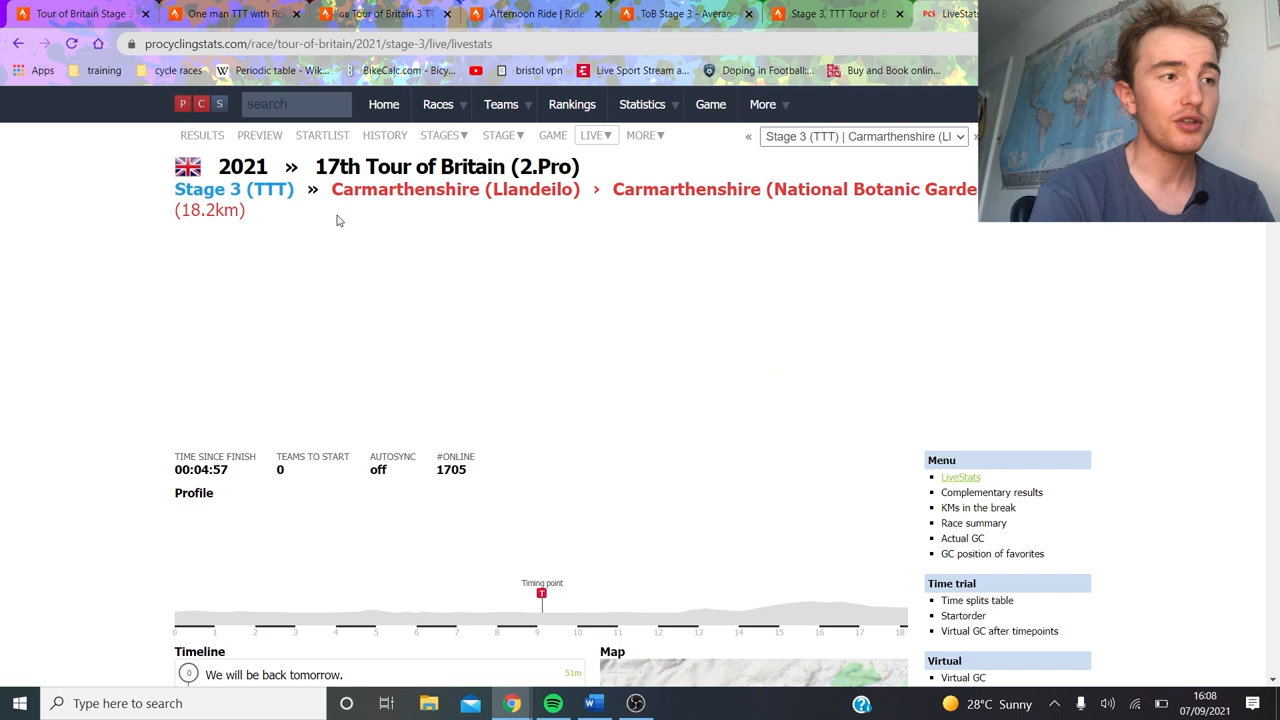 Tour of Britain Stage 3
One man TTT with Ro
Tour of Britain 3 T
Afternoon Ride | Ride
ToB Stage 3 - Average
Stage 3, TTT Tour of B
PCS LiveStats
procyclingstats.com/race/tour-of-britain/2021/stage-3/live/livestats
Apps
training
cycle races
Periodic table - Wik...
BikeCalc.com - Bicy...
bristol vpn
Live Sport Stream a...
Doping in Football:...
Buy and Book onlin...
P C S
search
Home
Races
Teams
Rankings
Statistics
Game
More
RESULTS
PREVIEW
STARTLIST
HISTORY
STAGES▼
STAGE▼
GAME
LIVE▼
MORE▼
«
Stage 3 (TTT) | Carmarthenshire (Ll
»
2021 » 17th Tour of Britain (2.Pro)
Stage 3 (TTT) » Carmarthenshire (Llandeilo) › Carmarthenshire (National Botanic Garde
(18.2km)
TIME SINCE FINISH
00:04:57
TEAMS TO START
0
AUTOSYNC
off
#ONLINE
1705
Profile
Timing point
T
0 1 2 3 4 5 6 7 8 9 10 11 12 13 14 15 16 17 18
Timeline
0 We will be back tomorrow. 51m
Map
Menu
LiveStats
Complementary results
KMs in the break
Race summary
Actual GC
GC position of favorites
Time trial
Time splits table
Startorder
Virtual GC after timepoints
Virtual
Virtual GC
Type here to search
28°C Sunny
16:08
07/09/2021